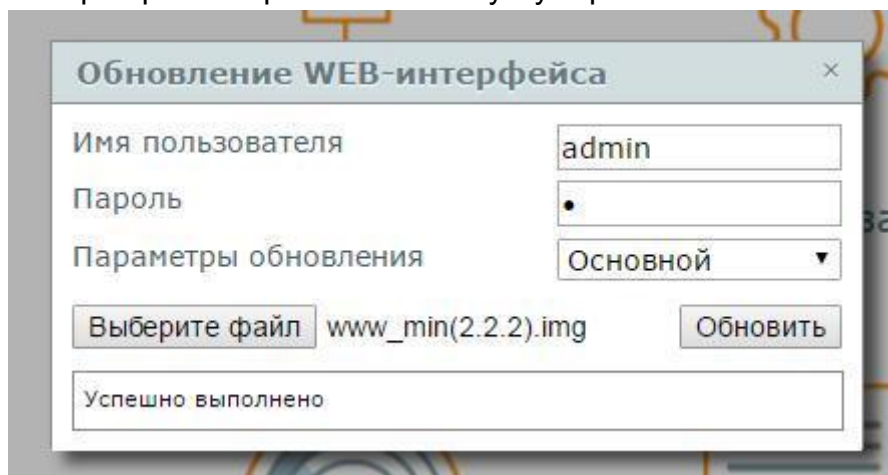 Обновление WEB-интерфейса ×
Имя пользователя admin
Пароль •
Параметры обновления Основной ▼
Выберите файл www_min(2.2.2).img Обновить
Успешно выполнено